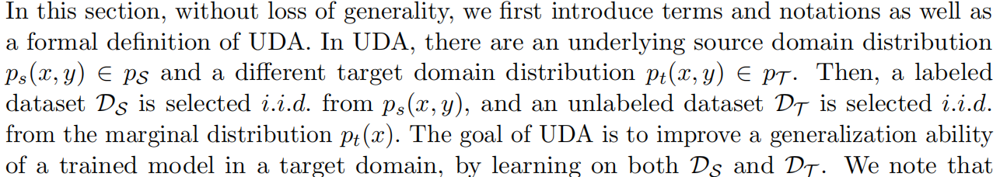 In this section, without loss of generality, we first introduce terms and notations as well as
a formal definition of UDA. In UDA, there are an underlying source domain distribution
$p_s(x, y) \in p_{\mathcal{S}}$ and a different target domain distribution $p_t(x, y) \in p_{\mathcal{T}}$. Then, a labeled
dataset $\mathcal{D}_{\mathcal{S}}$ is selected i.i.d. from $p_s(x, y)$, and an unlabeled dataset $\mathcal{D}_{\mathcal{T}}$ is selected i.i.d.
from the marginal distribution $p_t(x)$. The goal of UDA is to improve a generalization ability
of a trained model in a target domain, by learning on both $\mathcal{D}_{\mathcal{S}}$ and $\mathcal{D}_{\mathcal{T}}$. We note that